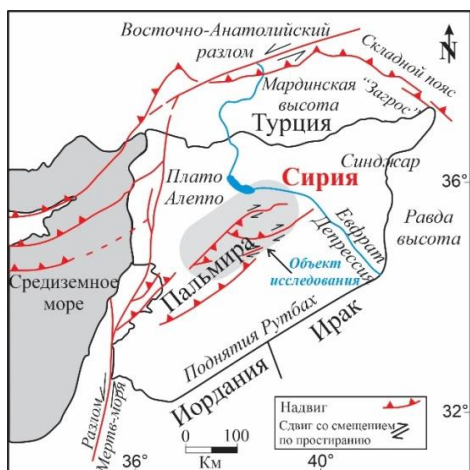 Восточно-Анатолийский
разлом
N
Складной пояс
"Загрос"
Мардинская
высота
Турция
Синджар
36°
Плато
Алеппо
Сирия
Равда
высота
Евфрат
Депрессия
Средиземное
море
Пальмира
Объект
исследования
Поднятия Рутбах
Ирак
Иордания
Разлом
Мертв-моря
Надвиг
Сдвиг со смещением
по простиранию
32°
36°
0 100
Км
40°